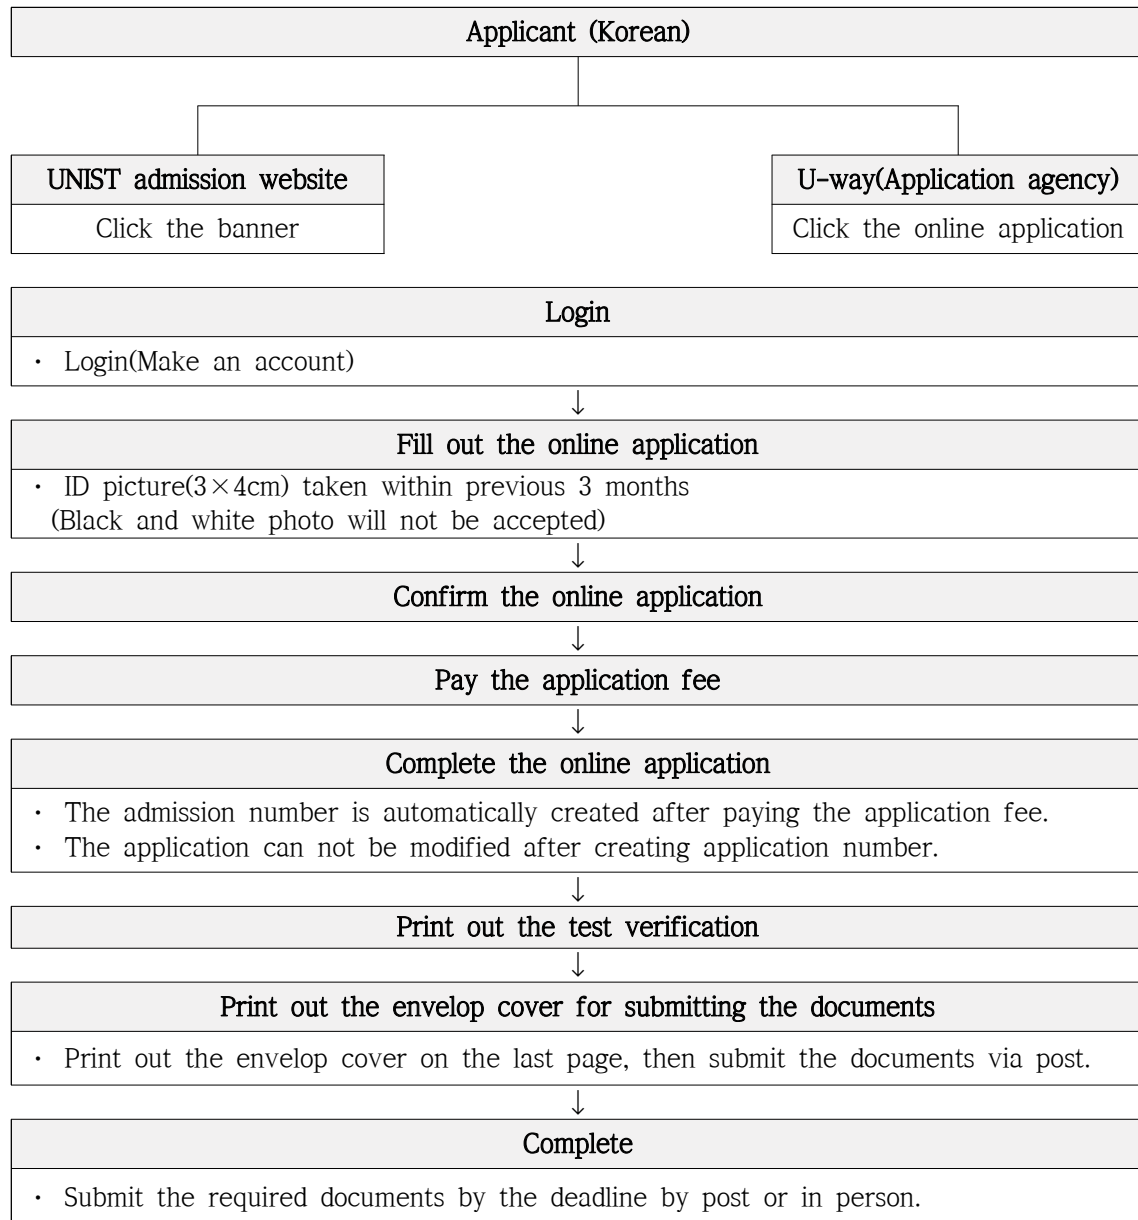 Applicant (Korean)
UNIST admission website
U-way(Application agency)
Click the banner
Click the online application
Login
· Login(Make an account)
↓
Fill out the online application
· ID picture(3×4cm) taken within previous 3 months
(Black and white photo will not be accepted)
↓
Confirm the online application
↓
Pay the application fee
↓
Complete the online application
· The admission number is automatically created after paying the application fee.
· The application can not be modified after creating application number.
↓
Print out the test verification
↓
Print out the envelop cover for submitting the documents
· Print out the envelop cover on the last page, then submit the documents via post.
↓
Complete
· Submit the required documents by the deadline by post or in person.